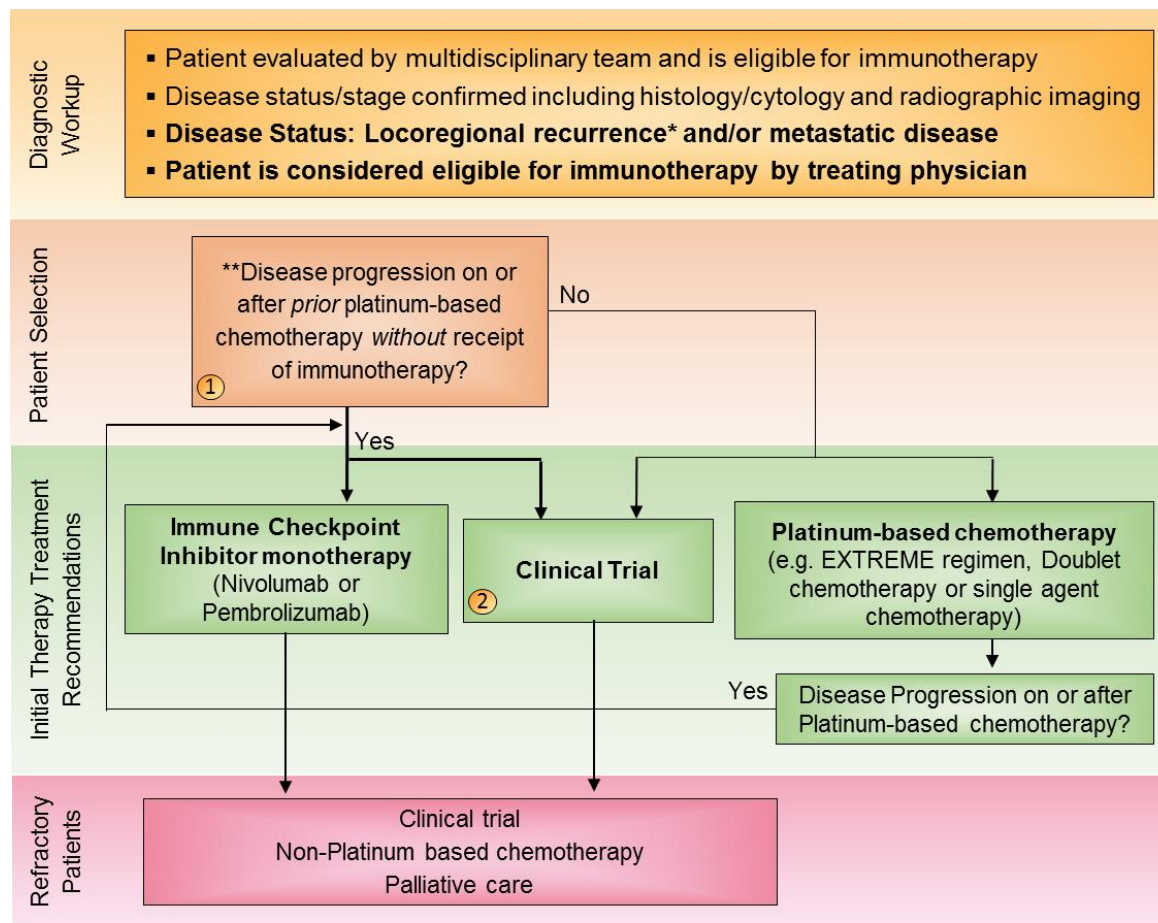 Diagnostic
Workup
▪ Patient evaluated by multidisciplinary team and is eligible for immunotherapy
▪ Disease status/stage confirmed including histology/cytology and radiographic imaging
▪ Disease Status: Locoregional recurrence* and/or metastatic disease
▪ Patient is considered eligible for immunotherapy by treating physician
Patient Selection
**Disease progression on or
after prior platinum-based
chemotherapy without receipt
of immunotherapy?
1
No
Yes
Initial Therapy Treatment
Recommendations
Immune Checkpoint
Inhibitor monotherapy
(Nivolumab or
Pembrolizumab)
Clinical Trial
2
Platinum-based chemotherapy
(e.g. EXTREME regimen, Doublet
chemotherapy or single agent
chemotherapy)
Yes
Disease Progression on or after
Platinum-based chemotherapy?
Refractory
Patients
Clinical trial
Non-Platinum based chemotherapy
Palliative care